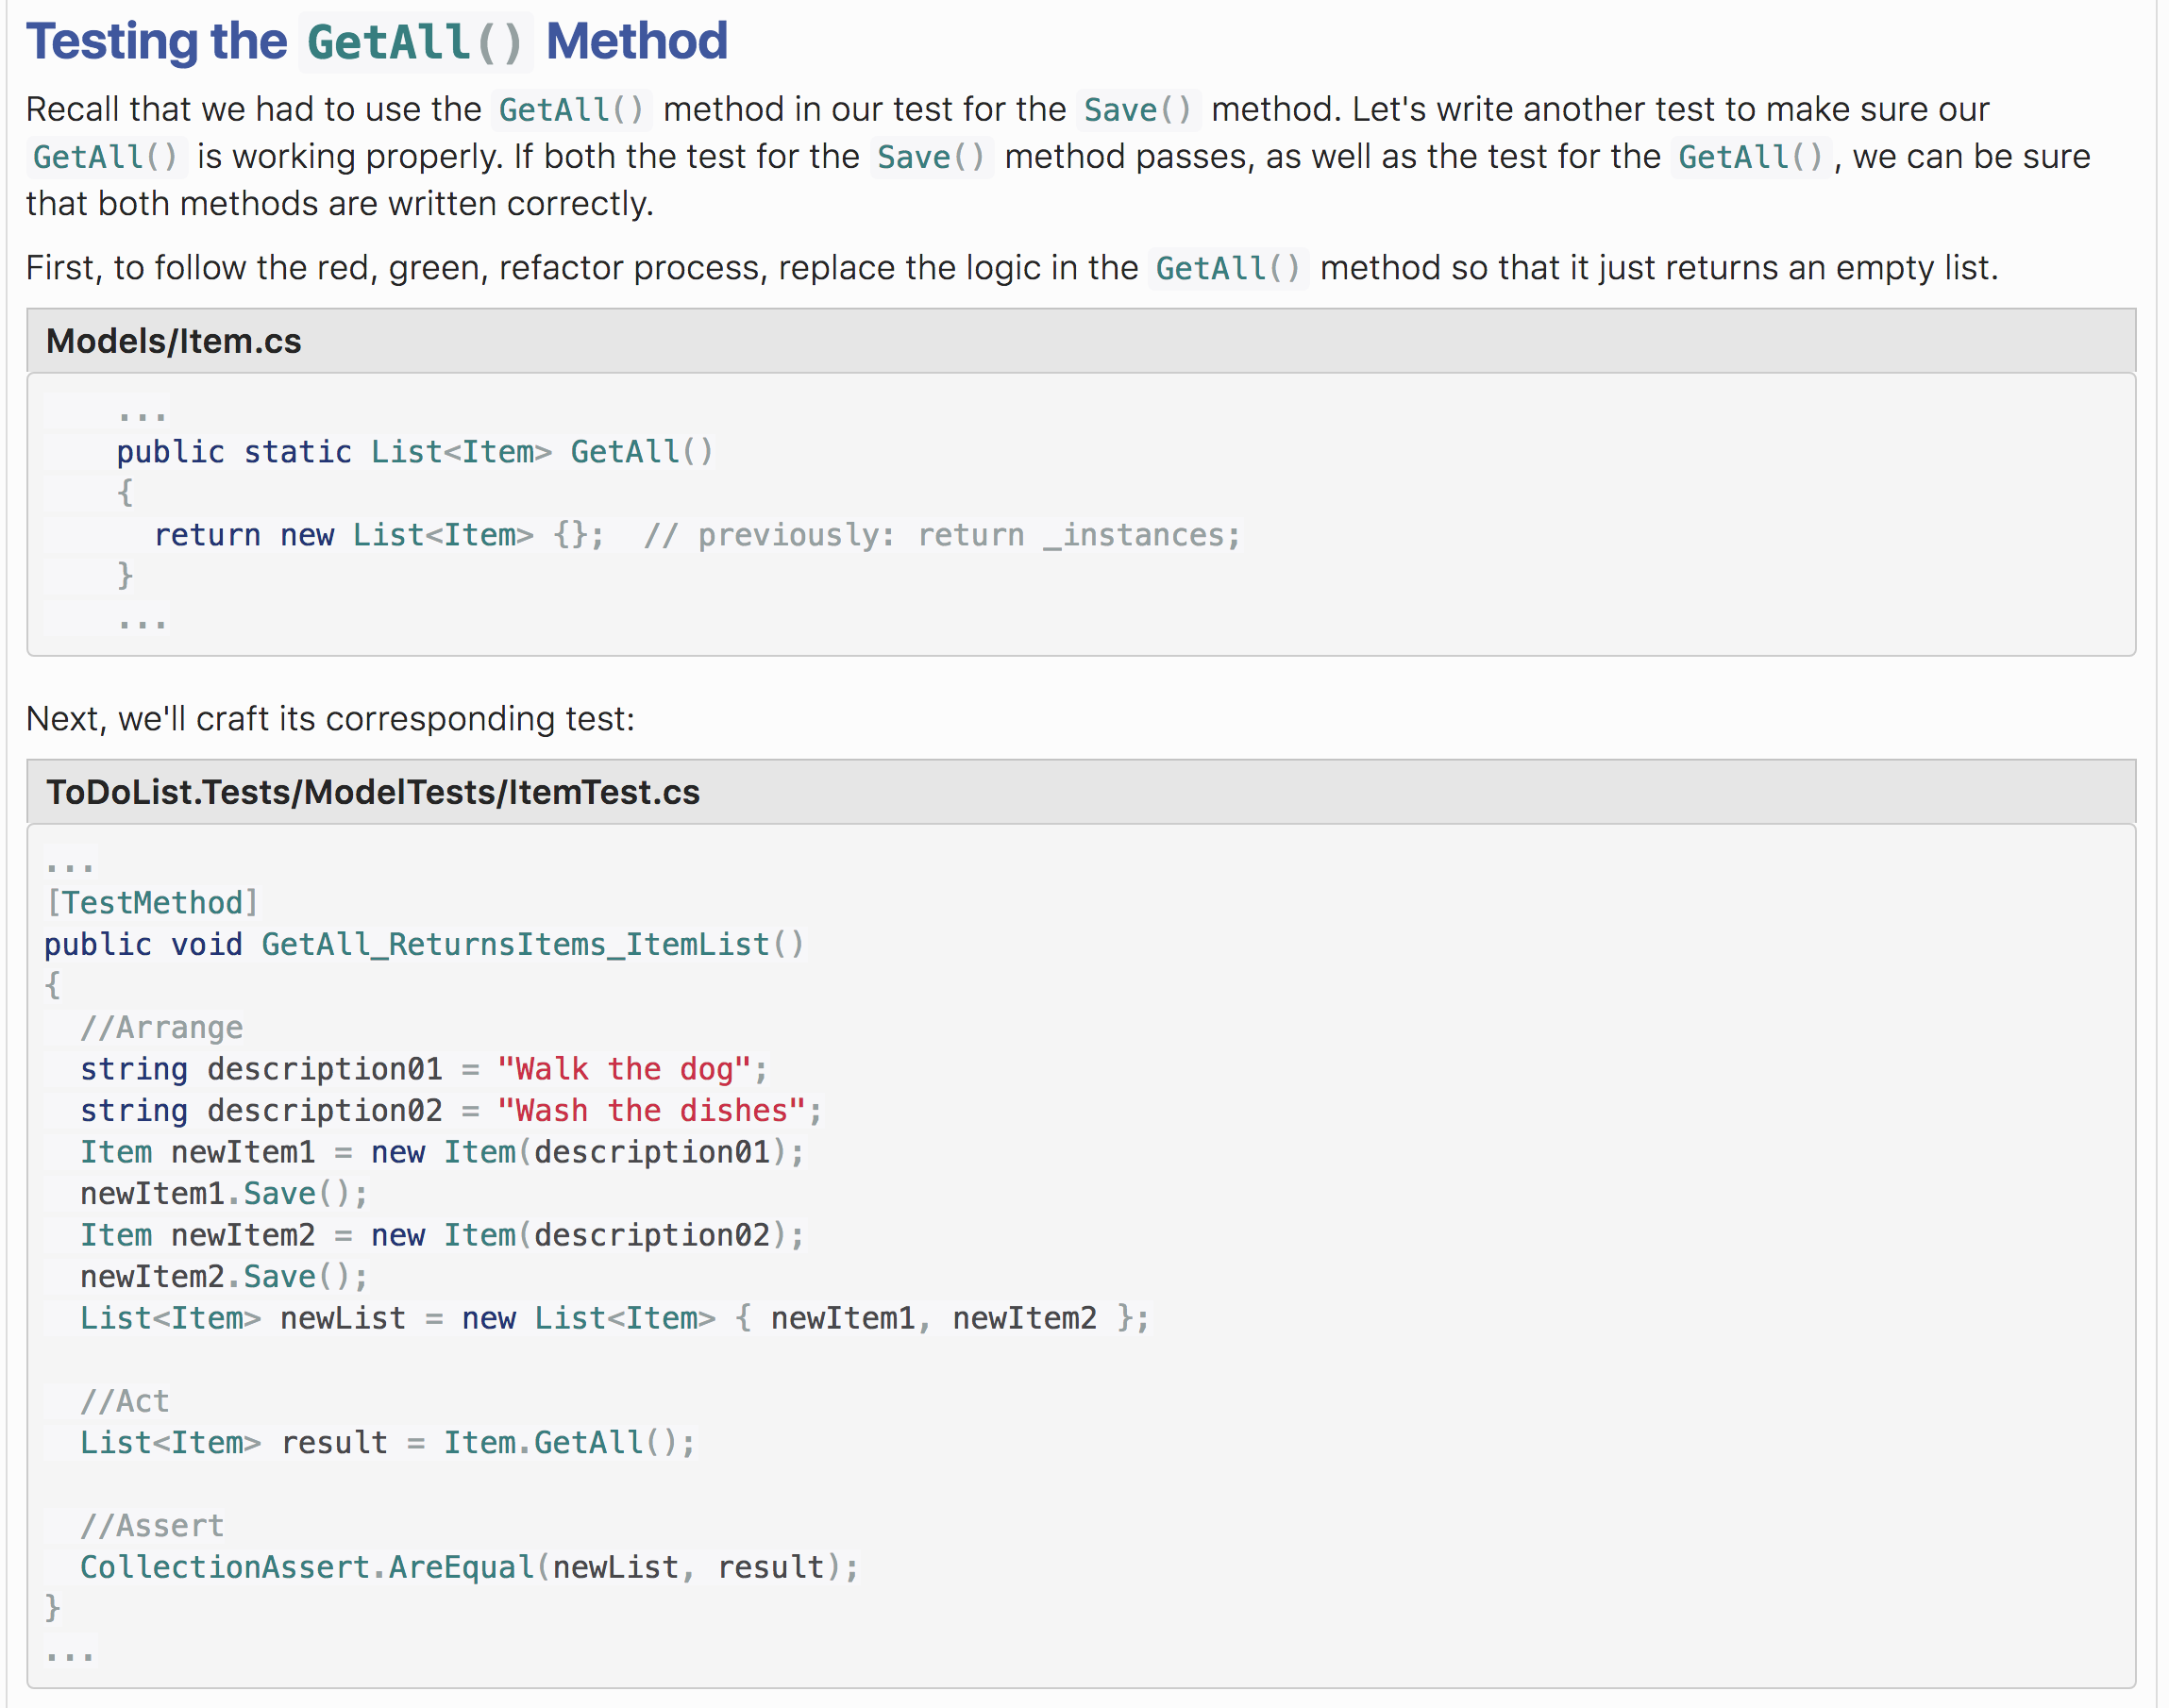 Testing the GetAll() Method
Recall that we had to use the GetAll() method in our test for the Save() method. Let's write another test to make sure our
GetAll() is working properly. If both the test for the Save() method passes, as well as the test for the GetAll(), we can be sure
that both methods are written correctly.
First, to follow the red, green, refactor process, replace the logic in the GetAll() method so that it just returns an empty list.
Models/Item.cs
    ...
    public static List<Item> GetAll()
    {
      return new List<Item> {};  // previously: return _instances;
    }
    ...
Next, we'll craft its corresponding test:
ToDoList.Tests/ModelTests/ItemTest.cs
...
[TestMethod]
public void GetAll_ReturnsItems_ItemList()
{
  //Arrange
  string description01 = "Walk the dog";
  string description02 = "Wash the dishes";
  Item newItem1 = new Item(description01);
  newItem1.Save();
  Item newItem2 = new Item(description02);
  newItem2.Save();
  List<Item> newList = new List<Item> { newItem1, newItem2 };
  //Act
  List<Item> result = Item.GetAll();
  //Assert
  CollectionAssert.AreEqual(newList, result);
}
...